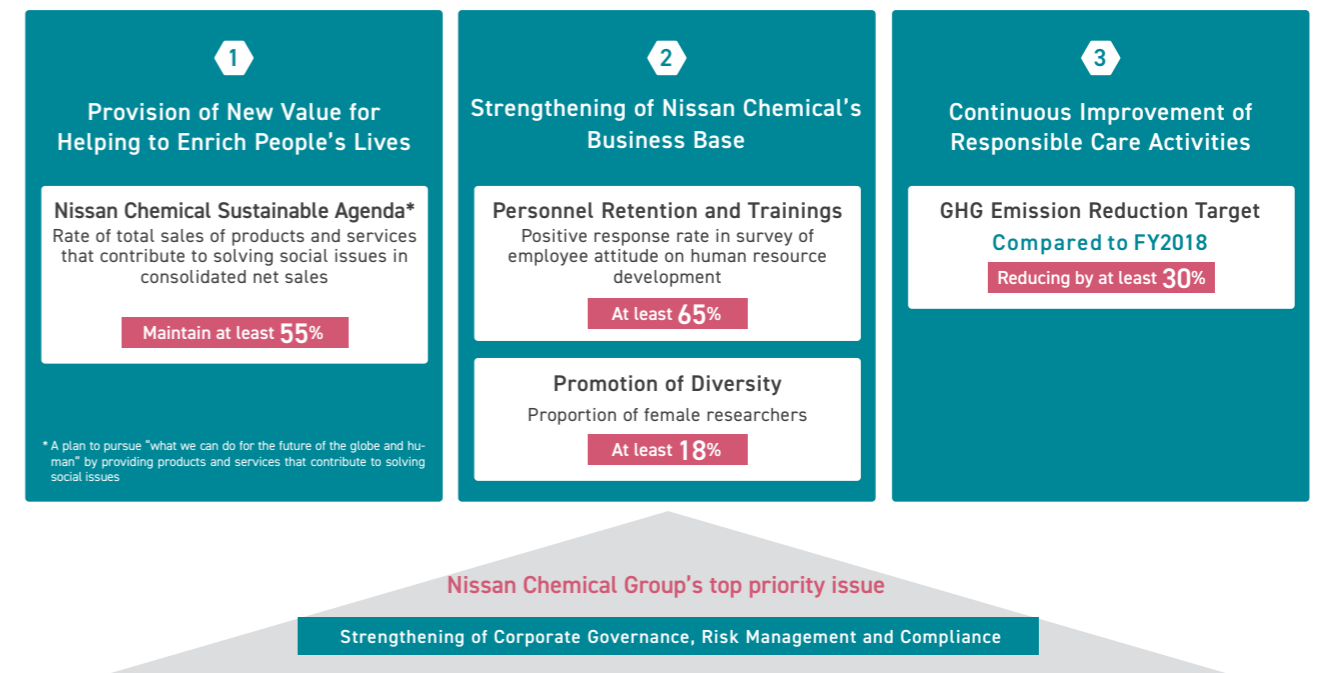 1
Provision of New Value for
Helping to Enrich People's Lives
Nissan Chemical Sustainable Agenda*
Rate of total sales of products and services
that contribute to solving social issues in
consolidated net sales
Maintain at least 55%
* A plan to pursue "what we can do for the future of the globe and hu-
man" by providing products and services that contribute to solving
social issues
2
Strengthening of Nissan Chemical's
Business Base
Personnel Retention and Trainings
Positive response rate in survey of
employee attitude on human resource
development
At least 65%
Promotion of Diversity
Proportion of female researchers
At least 18%
3
Continuous Improvement of
Responsible Care Activities
GHG Emission Reduction Target
Compared to FY2018
Reducing by at least 30%
Nissan Chemical Group's top priority issue
Strengthening of Corporate Governance, Risk Management and Compliance